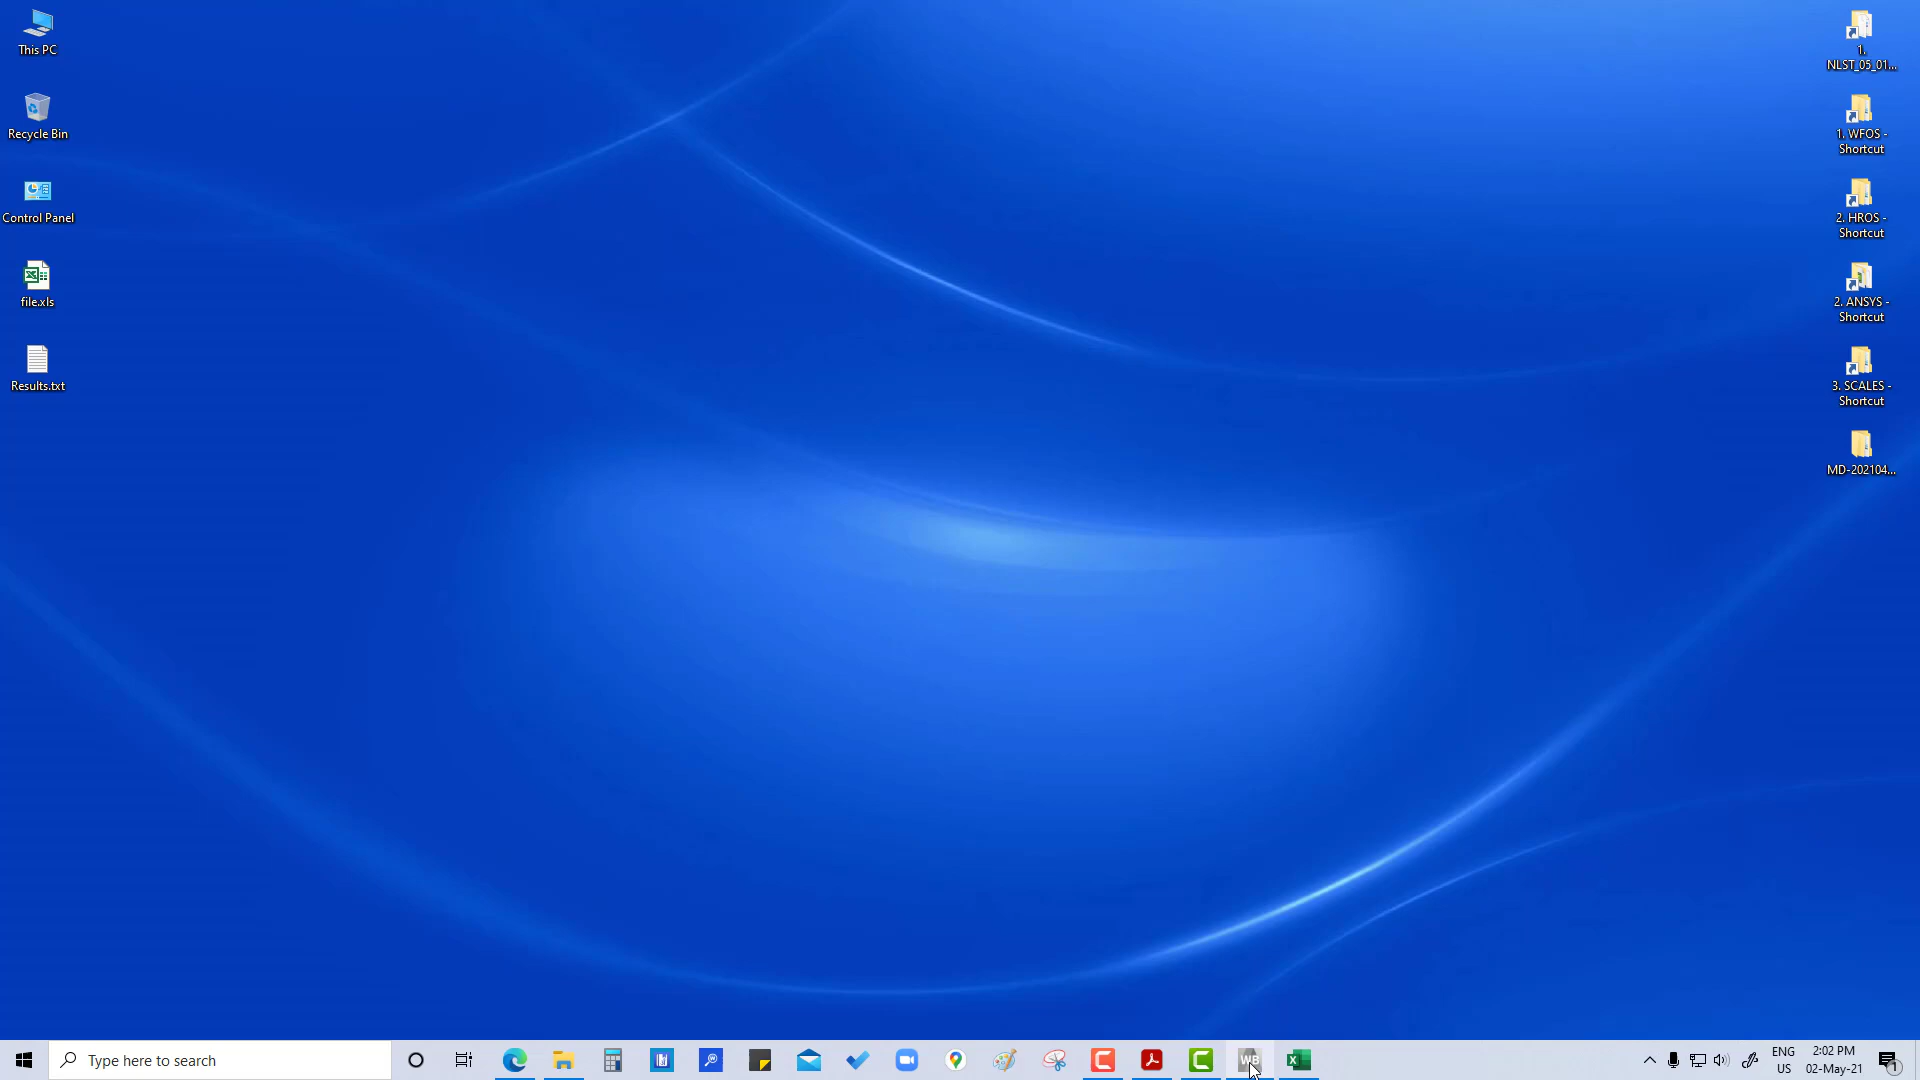 This PC
Recycle Bin
Control Panel
file.xls
Results.txt
1.
NLST_05_01...
1. WFOS -
Shortcut
2. HROS -
Shortcut
2. ANSYS -
Shortcut
3. SCALES -
Shortcut
MD-202104...
Type here to search
WB
ENG
US
2:02 PM
02-May-21
1